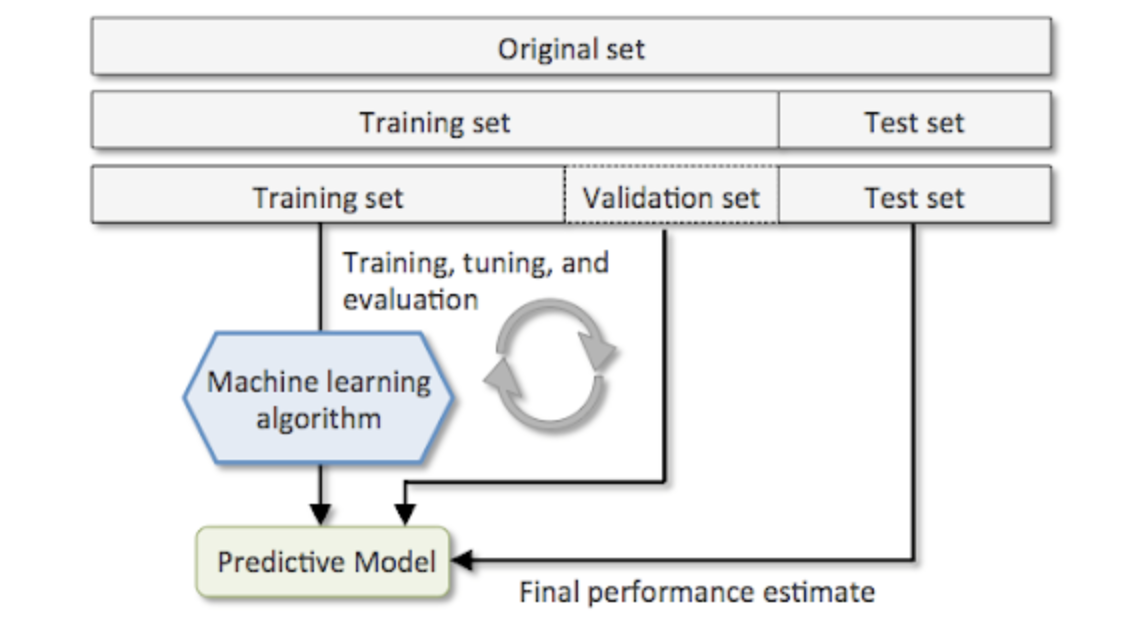 Original set
Training set
Test set
Training set
Validation set
Test set
Training, tuning, and
evaluation
Machine learning
algorithm
Predictive Model
Final performance estimate